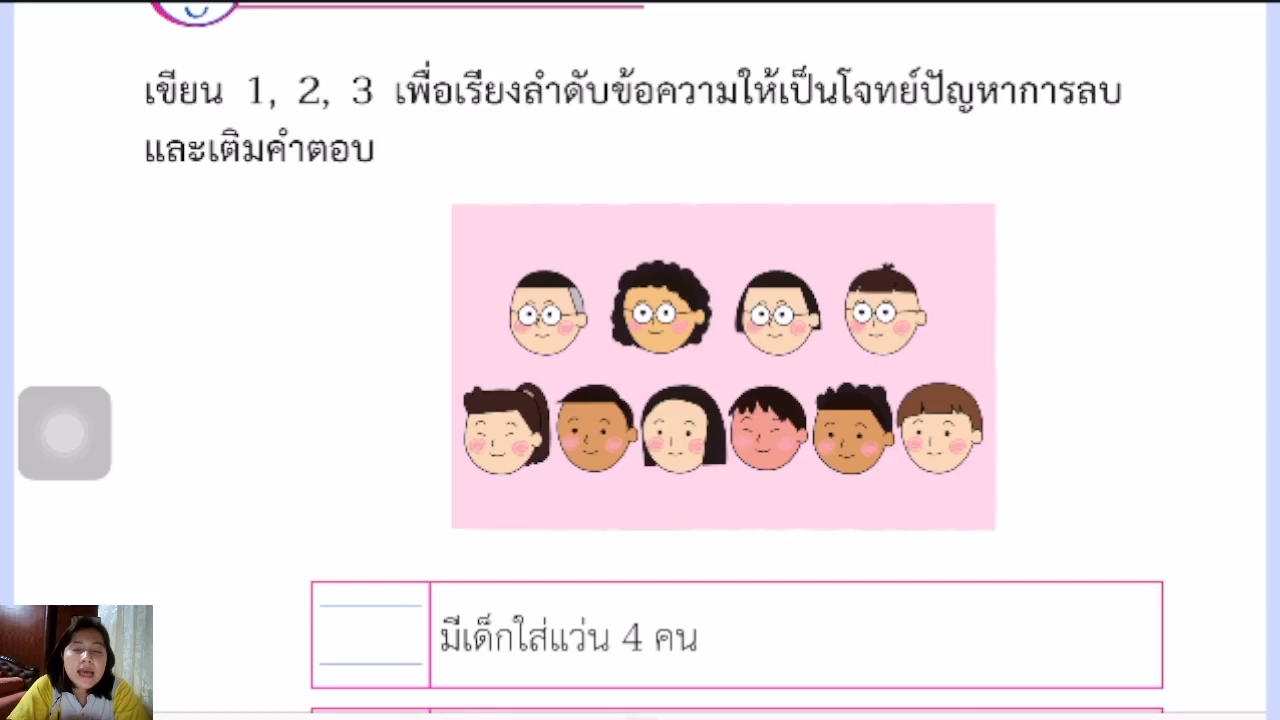 เขียน 1, 2, 3 เพื่อเรียงลำดับข้อความให้เป็นโจทย์ปัญหาการลบ
และเติมคำตอบ
มีเด็กใส่แว่น 4 คน